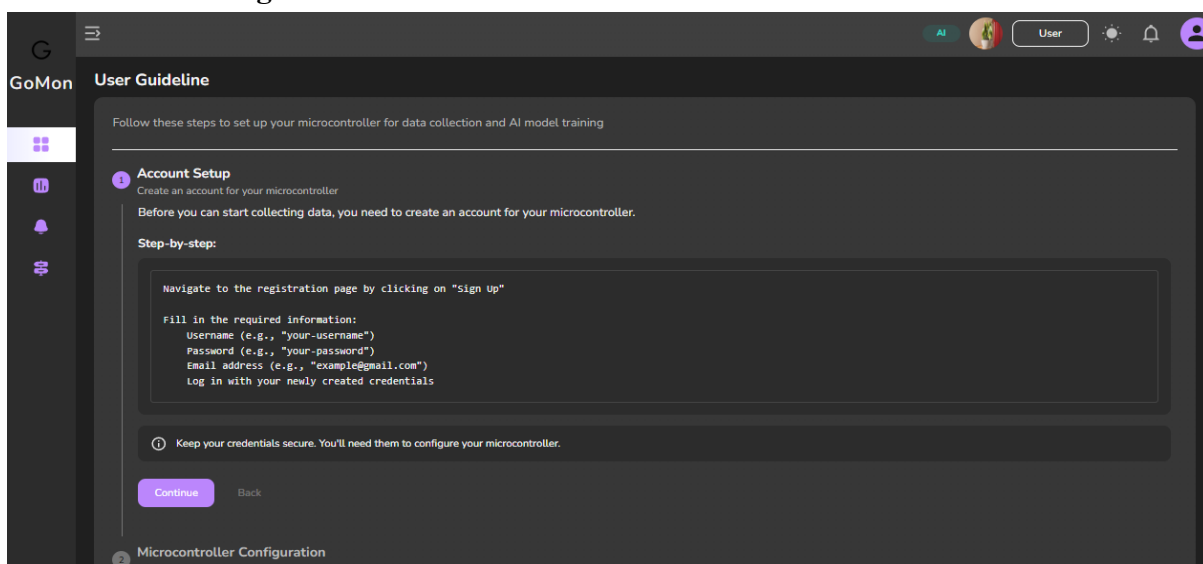 AI
User
G
GoMon
User Guideline
Follow these steps to set up your microcontroller for data collection and AI model training
1
Account Setup
Create an account for your microcontroller
Before you can start collecting data, you need to create an account for your microcontroller.
Step-by-step:
Navigate to the registration page by clicking on "Sign Up"
Fill in the required information:
Username (e.g., "your-username")
Password (e.g., "your-password")
Email address (e.g., "example@gmail.com")
Log in with your newly created credentials
Keep your credentials secure. You'll need them to configure your microcontroller.
Continue
Back
2
Microcontroller Configuration